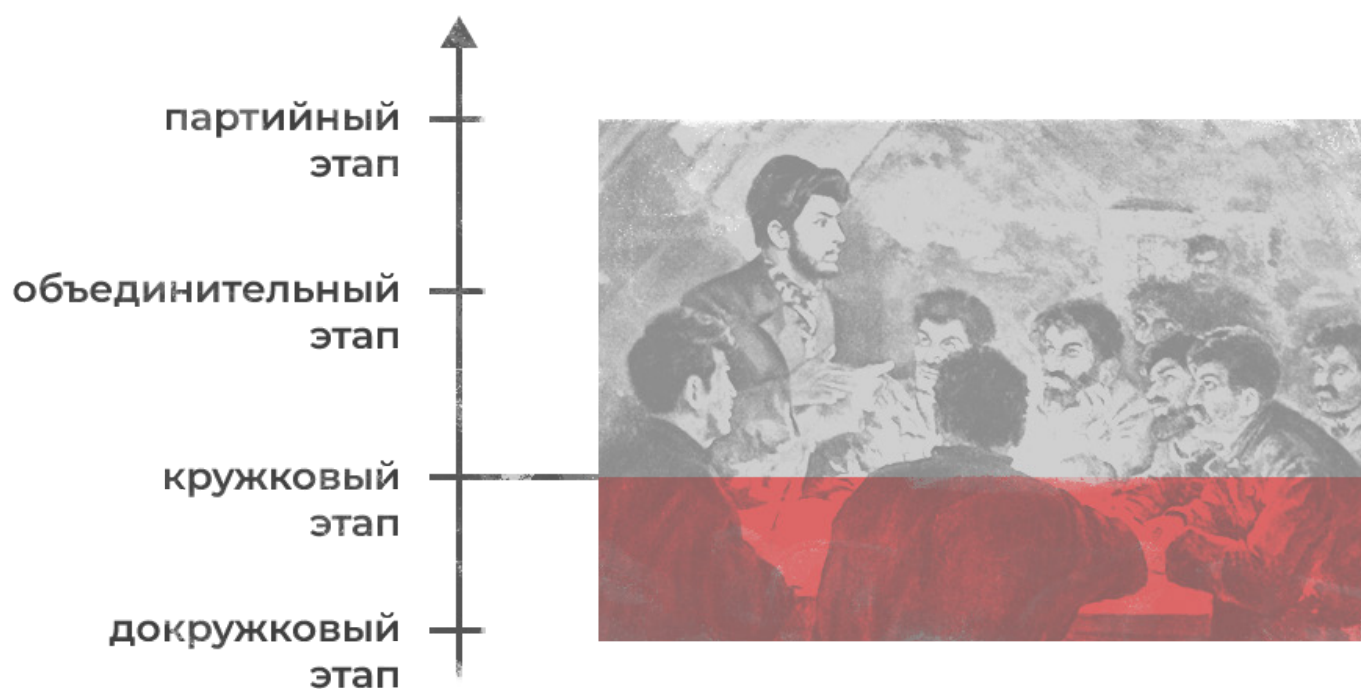 партийный
этап
объединительный
этап
кружковый
этап
докружковый
этап